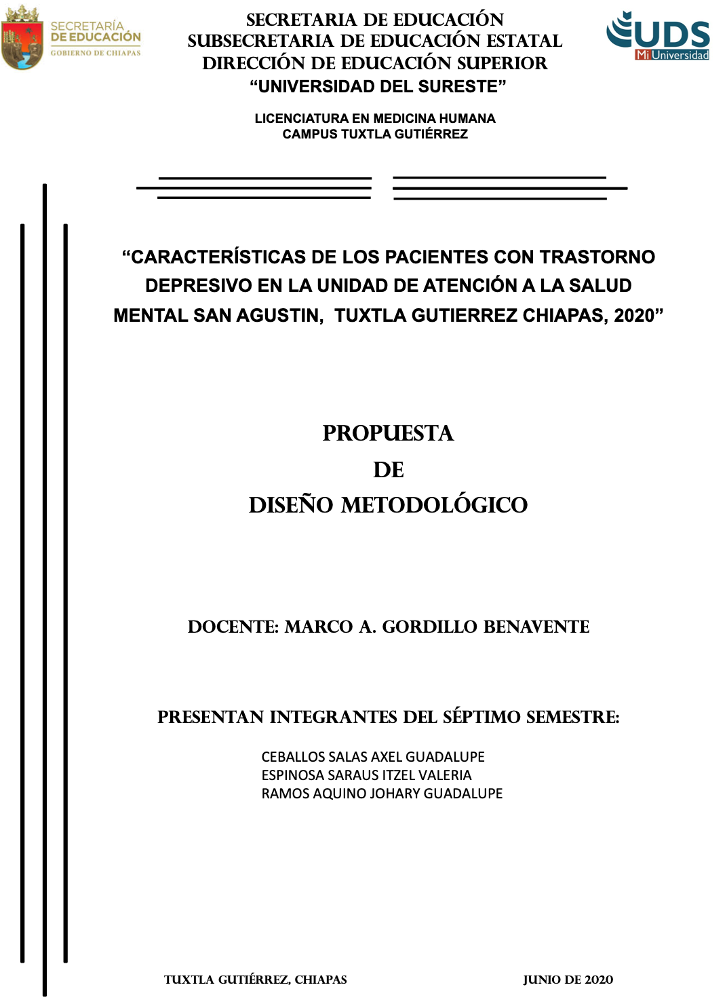 SECRETARÍA
DE EDUCACIÓN
GOBIERNO DE CHIAPAS
SECRETARIA DE EDUCACIÓN
SUBSECRETARIA DE EDUCACIÓN ESTATAL
DIRECCIÓN DE EDUCACIÓN SUPERIOR
“UNIVERSIDAD DEL SURESTE”
UDS
Mi Universidad
LICENCIATURA EN MEDICINA HUMANA
CAMPUS TUXTLA GUTIÉRREZ
“CARACTERÍSTICAS DE LOS PACIENTES CON TRASTORNO
DEPRESIVO EN LA UNIDAD DE ATENCIÓN A LA SALUD
MENTAL SAN AGUSTIN, TUXTLA GUTIERREZ CHIAPAS, 2020”
PROPUESTA
DE
DISEÑO METODOLÓGICO
DOCENTE: MARCO A. GORDILLO BENAVENTE
PRESENTAN INTEGRANTES DEL SÉPTIMO SEMESTRE:
CEBALLOS SALAS AXEL GUADALUPE
ESPINOSA SARAUS ITZEL VALERIA
RAMOS AQUINO JOHARY GUADALUPE
TUXTLA GUTIÉRREZ, CHIAPAS JUNIO DE 2020